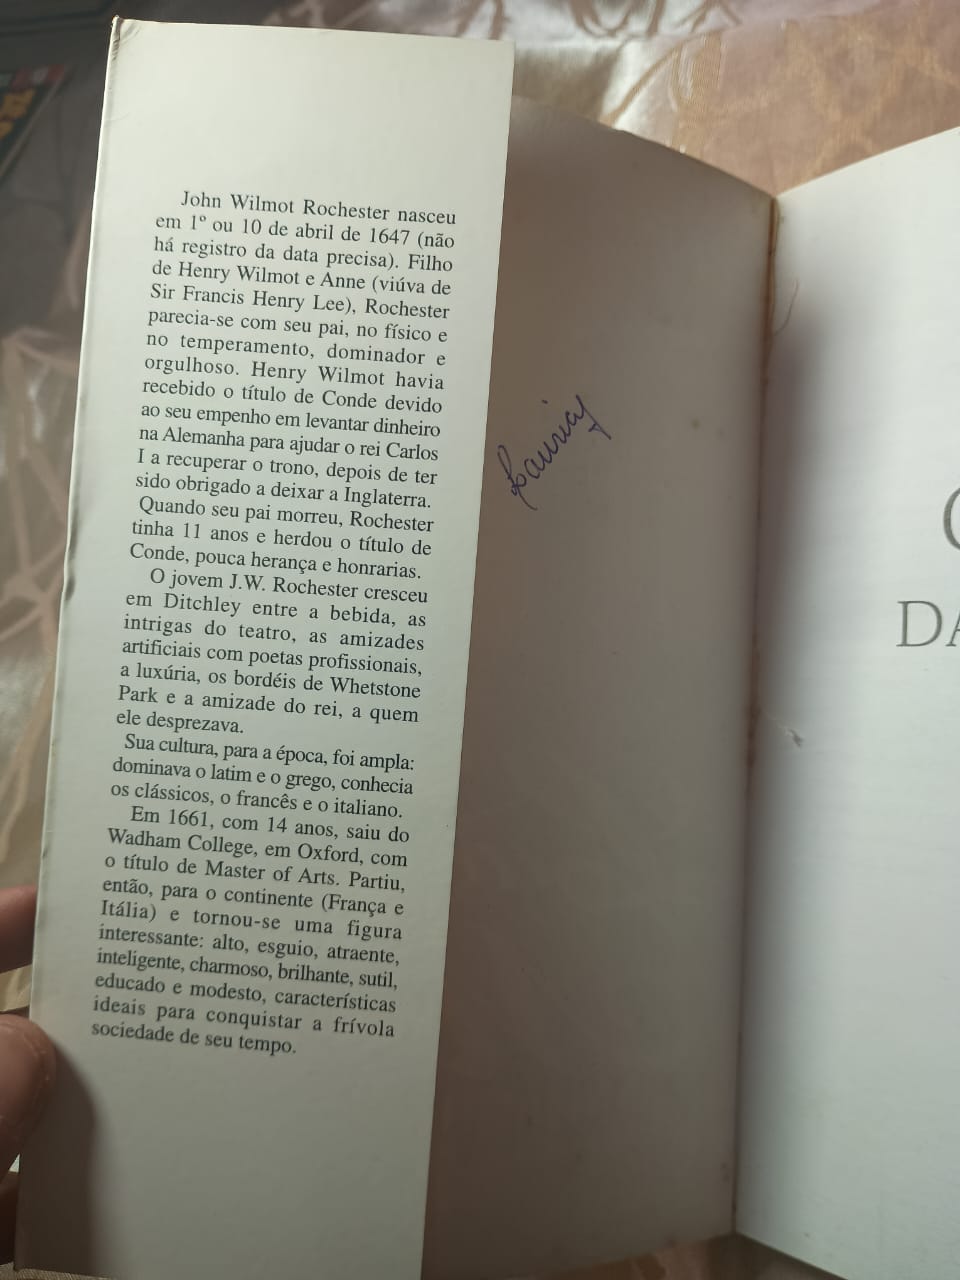 John Wilmot Rochester nasceu
em 1º ou 10 de abril de 1647 (não
há registro da data precisa). Filho
de Henry Wilmot e Anne (viúva de
Sir Francis Henry Lee), Rochester
parecia-se com seu pai, no físico e
no temperamento, dominador e
orgulhoso. Henry Wilmot havia
recebido o título de Conde devido
ao seu empenho em levantar dinheiro
na Alemanha para ajudar o rei Carlos
I a recuperar o trono, depois de ter
sido obrigado a deixar a Inglaterra.
Quando seu pai morreu, Rochester
tinha 11 anos e herdou o título de
Conde, pouca herança e honrarias.
O jovem J.W. Rochester cresceu
em Ditchley entre a bebida, as
intrigas do teatro, as amizades
artificiais com poetas profissionais,
a luxúria, os bordéis de Whetstone
Park e a amizade do rei, a quem
ele desprezava.
Sua cultura, para a época, foi ampla:
dominava o latim e o grego, conhecia
os clássicos, o francês e o italiano.
Em 1661, com 14 anos, saiu do
Wadham College, em Oxford, com
o título de Master of Arts. Partiu,
então, para o continente (França e
Itália) e tornou-se uma figura
interessante: alto, esguio, atraente,
inteligente, charmoso, brilhante, sutil,
educado e modesto, características
ideais para conquistar a frívola
sociedade de seu tempo.